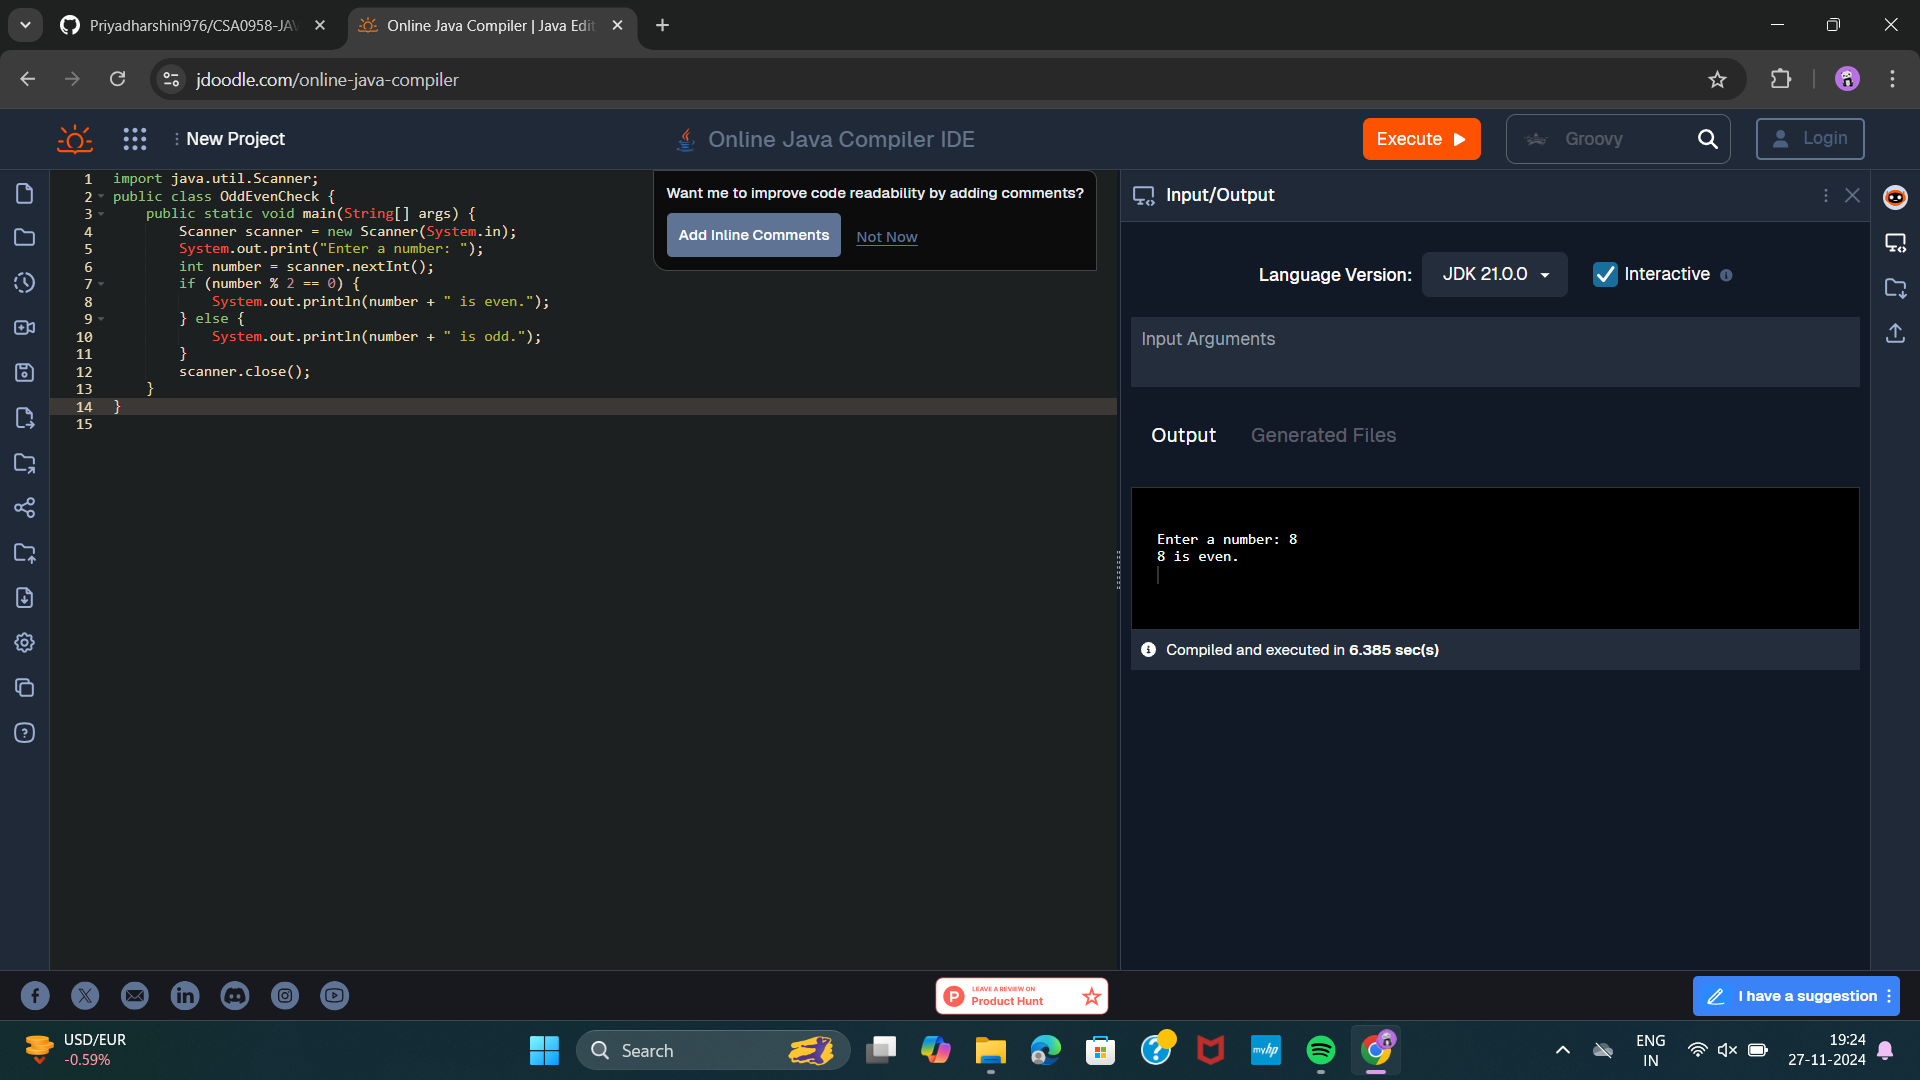 Priyadharshini976/CSA0958-JAV
Online Java Compiler | Java Edit
jdoodle.com/online-java-compiler
New Project
Online Java Compiler IDE
Execute
Groovy
Login
1 import java.util.Scanner;
2 public class OddEvenCheck {
3 public static void main(String[] args) {
4 Scanner scanner = new Scanner(System.in);
5 System.out.print("Enter a number: ");
6 int number = scanner.nextInt();
7 if (number % 2 == 0) {
8 System.out.println(number + " is even.");
9 } else {
10 System.out.println(number + " is odd.");
11 }
12 scanner.close();
13 }
14 }
15
Want me to improve code readability by adding comments?
Add Inline Comments
Not Now
Input/Output
Language Version:
JDK 21.0.0
Interactive
Input Arguments
Output
Generated Files
Enter a number: 8
8 is even.
Compiled and executed in 6.385 sec(s)
LEAVE A REVIEW ON
Product Hunt
I have a suggestion
USD/EUR
-0.59%
Search
myhp
ENG
IN
19:24
27-11-2024